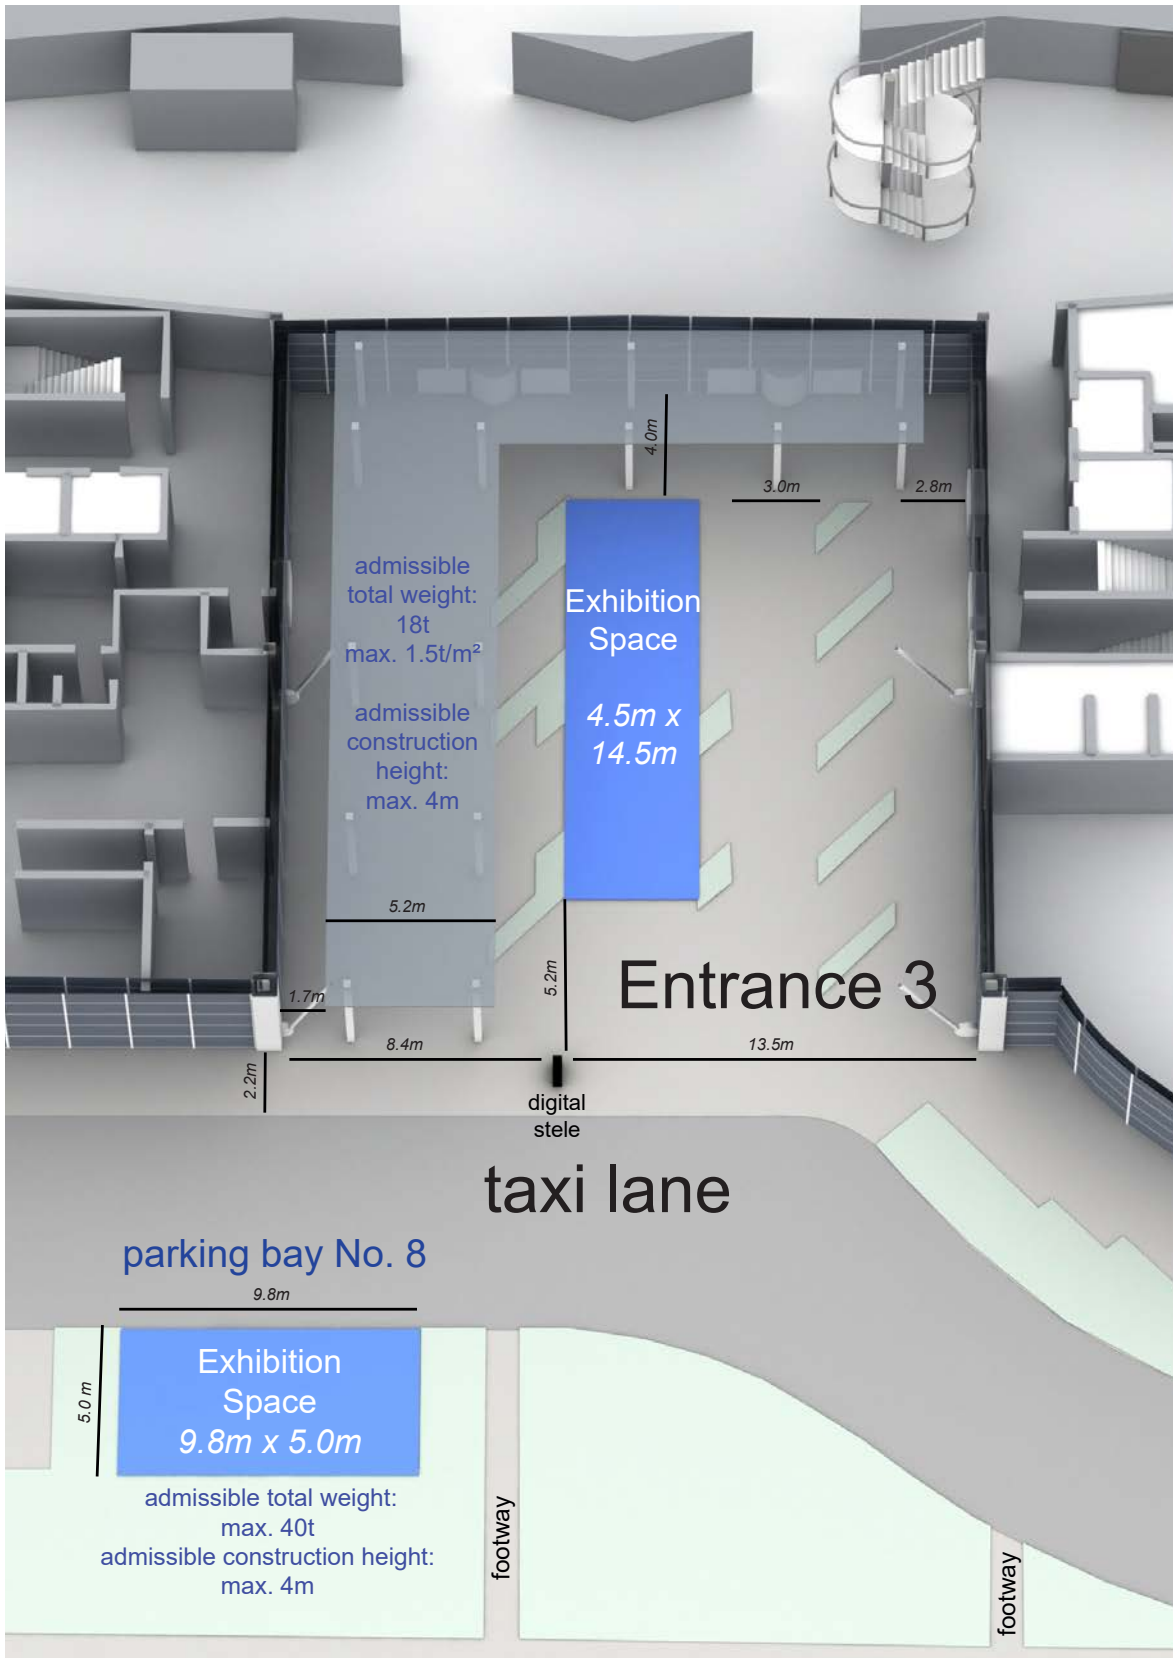 4.0m
3.0m
2.8m
admissible
total weight:
18t
max. 1.5t/m²
admissible
construction
height:
max. 4m
Exhibition
Space
4.5m x
14.5m
5.2m
1.7m
5.2m
Entrance 3
8.4m
13.5m
2.2m
digital
stele
taxi lane
parking bay No. 8
9.8m
5.0 m
Exhibition
Space
9.8m x 5.0m
admissible total weight:
max. 40t
admissible construction height:
max. 4m
footway
footway